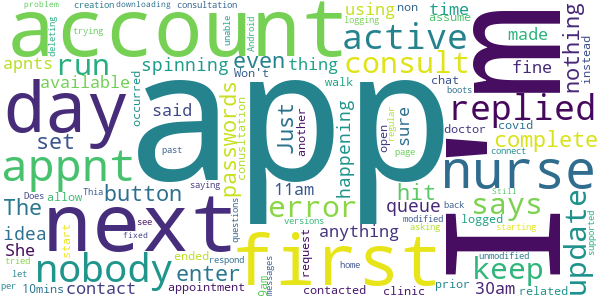 problem
creation
downloading
consultation
account
using
non
time
assume
trying
unable
Android
m
logging
deleting
active
even
run
apnts
spinning
thing
consult
made
fine
nothing
available
occurred
Won't
walk
chat
boots
instead
day
app
said
passwords
conusltation
Just
another
happening
sure
open
regular
page
doctor
covid
connect
replied
set
past
complete
appnt
button
saying
11am
hit
queue
error
says
nurse
The
Does
allow
Thia
see
questions
versions
anything
logged
still
back
idea
tried
fixed
modified
asking
supported
next
first
I
update
She
let
nobody
start
enter
ended
respond
9am
messages
request
home
contacted
clinic
keep
prior
unmodified
starting
30am
related
per
10mins
contact
appointment